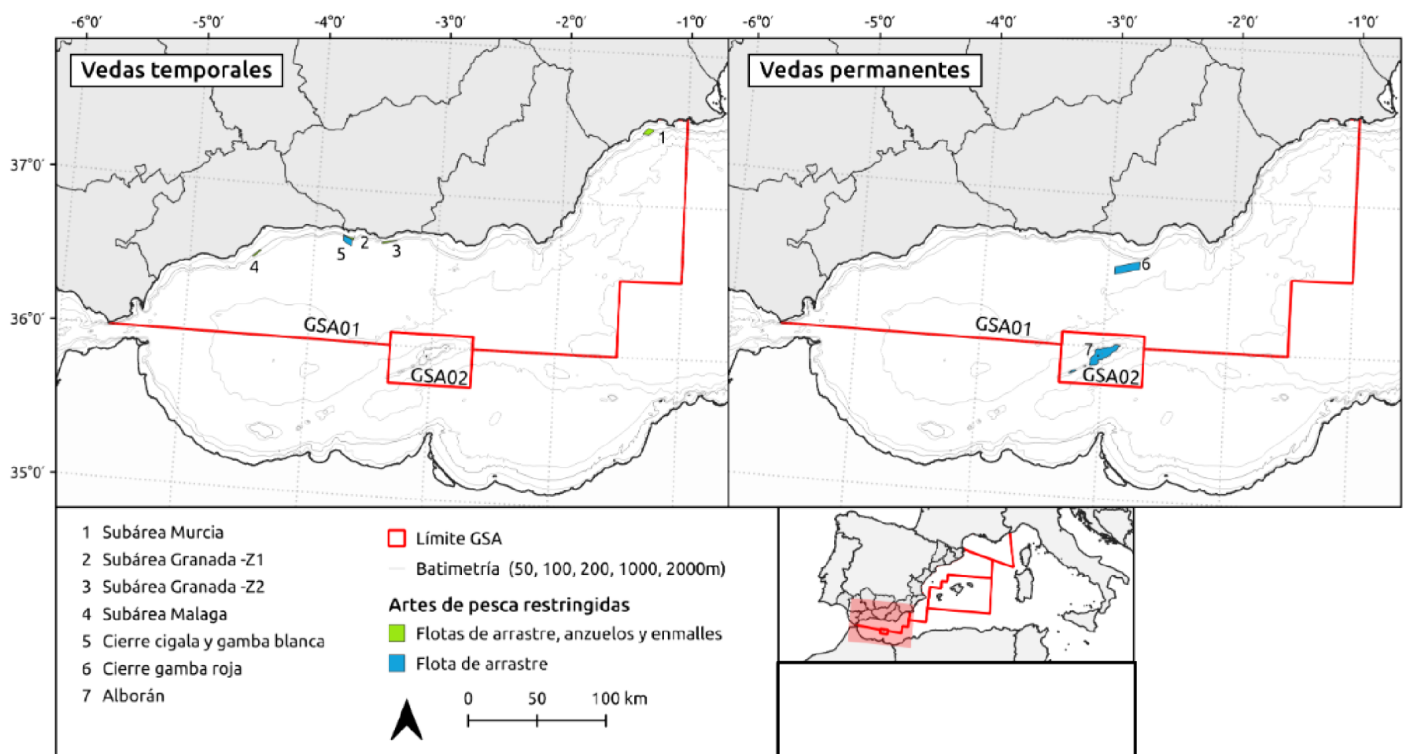 -6°0' -5°0' -4°0' -3°0' -2°0' -1°0' -6°0' -5°0' -4°0' -3°0' -2°0' -1°0'
Vedas temporales
Vedas permanentes
1
37°0'
2
5
3
4
6
36°0'
GSA01
GSA02
GSA01
7
GSA02
35°0'
1 Subárea Murcia
2 Subárea Granada -Z1
3 Subárea Granada -Z2
4 Subárea Malaga
5 Cierre cigala y gamba blanca
6 Cierre gamba roja
7 Alborán
Límite GSA
Batimetría (50, 100, 200, 1000, 2000m)
Artes de pesca restringidas
Flotas de arrastre, anzuelos y enmalles
Flota de arrastre
0 50 100 km